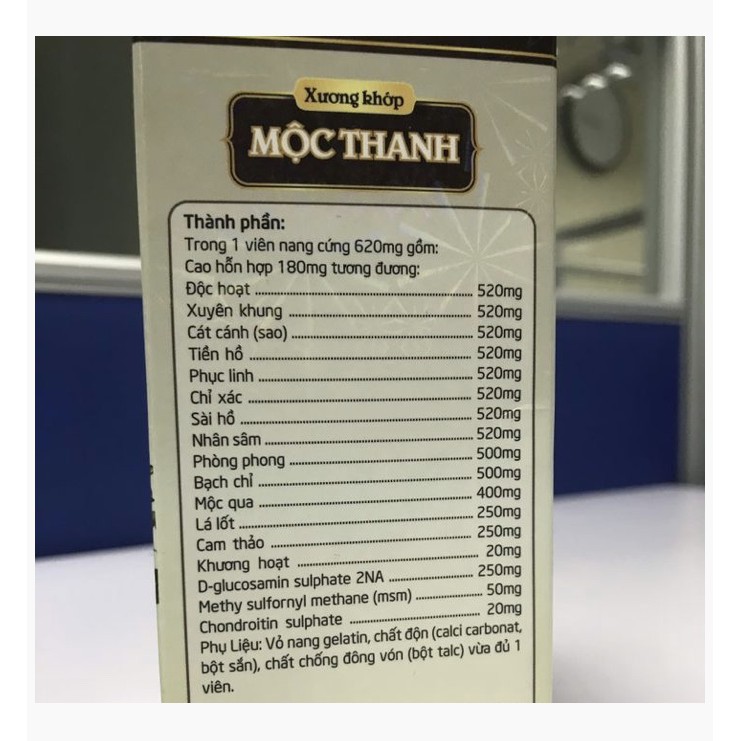 Xương khớp
MỘC THANH
Thành phần:
Trong 1 viên nang cứng 620mg gồm:
Cao hỗn hợp 180mg tương đương:
Độc hoạt ........ 520mg
Xuyên khung ........ 520mg
Cát cánh (sao) ........ 520mg
Tiền hồ ........ 520mg
Phục linh ........ 520mg
Chỉ xác ........ 520mg
Sài hồ ........ 520mg
Nhân sâm ........ 520mg
Phòng phong ........ 500mg
Bạch chỉ ........ 500mg
Mộc qua ........ 400mg
Lá lốt ........ 250mg
Cam thảo ........ 250mg
Khương hoạt ........ 20mg
D-glucosamin sulphate 2NA ........ 250mg
Methy sulfornyl methane (msm) ........ 50mg
Chondroitin sulphate ........ 20mg
Phụ Liệu: Vỏ nang gelatin, chất độn (calci carbonat,
bột sắn), chất chống đông vón (bột talc) vừa đủ 1
viên.